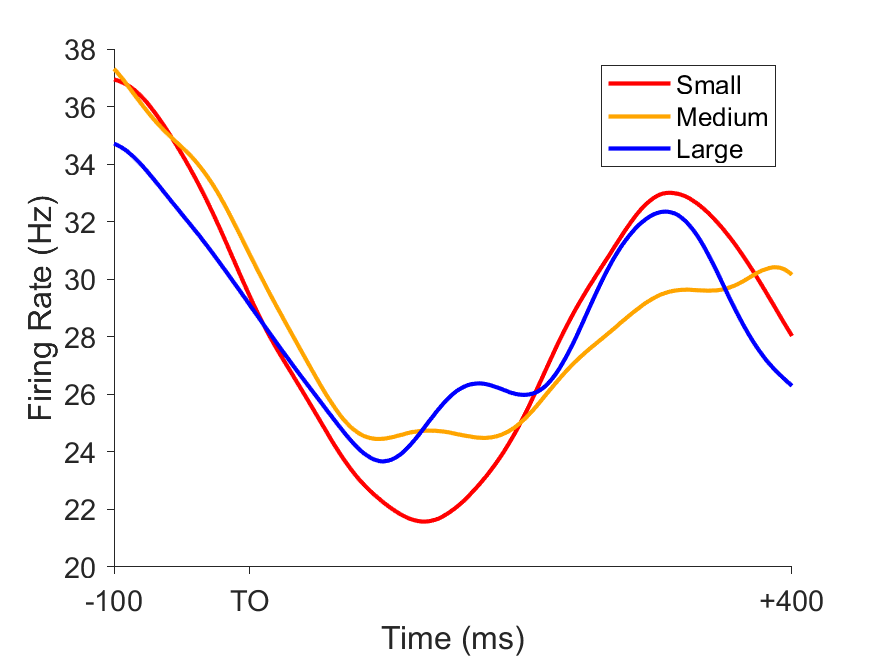 38
36
34
32
30
28
26
24
22
20
Firing Rate (Hz)
Small
Medium
Large
-100 TO +400
Time (ms)